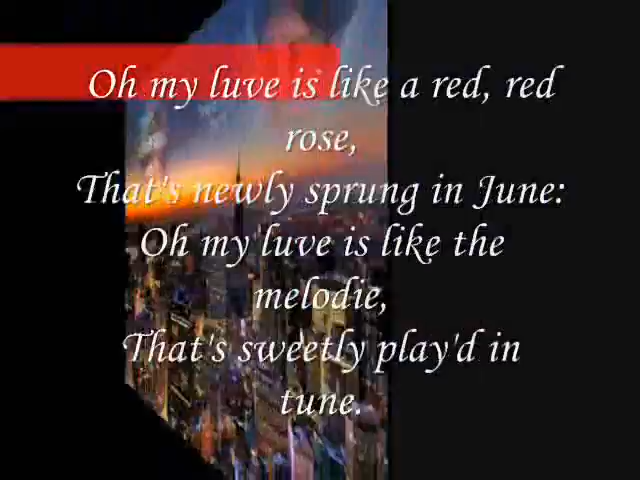 Oh my luve is like a red, red
rose,
That's newly sprung in June:
Oh my luve is like the
melodie,
That's sweetly play'd in
tune.